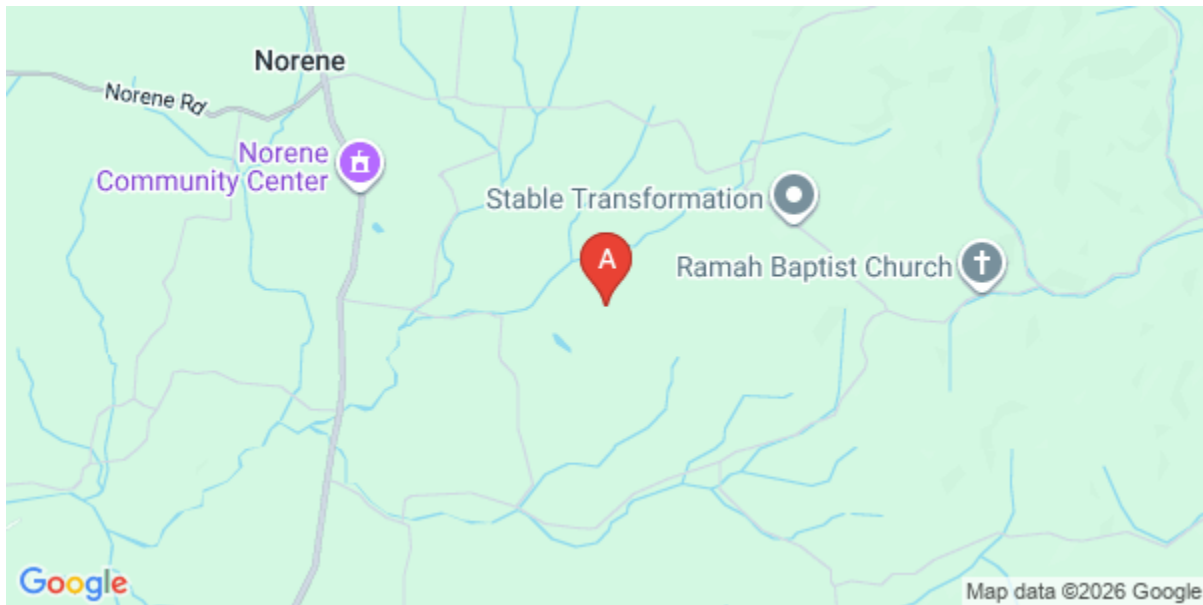 Norene
Norene Rd
Norene
Community Center
Stable Transformation
A
Ramah Baptist Church
Google
Map data ©2026 Google